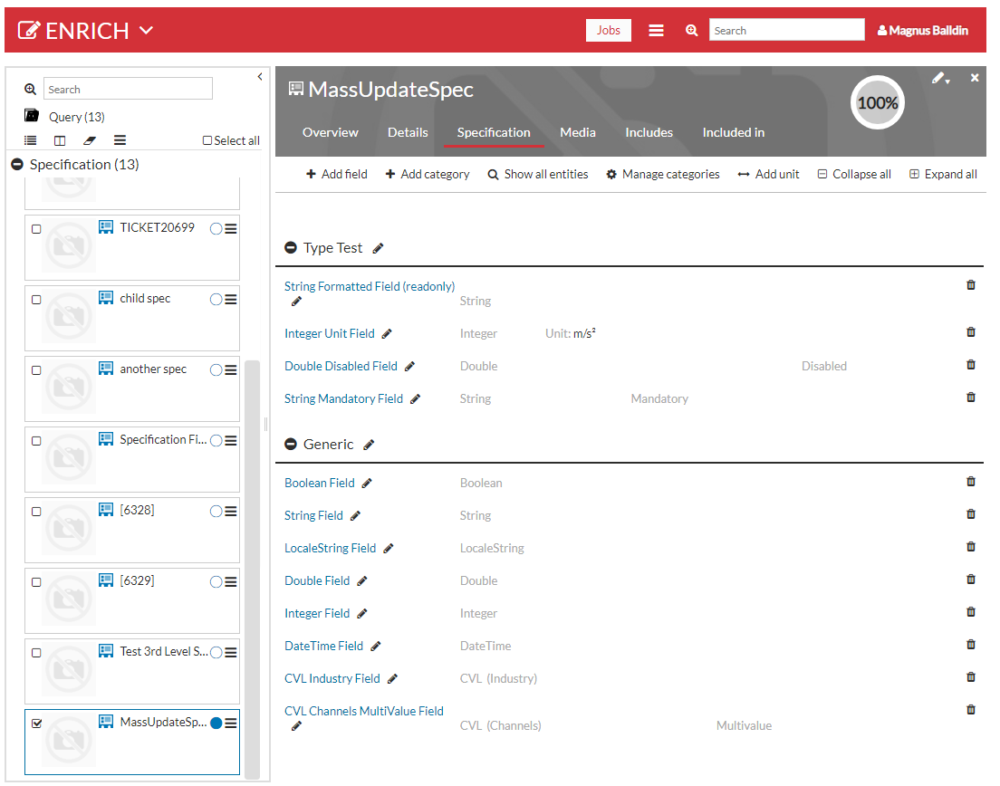 ENRICH
Jobs
Search
Magnus Balldin
Search
Query (13)
Select all
Specification (13)
TICKET20699
child spec
another spec
Specification Fi...
[6328]
[6329]
Test 3rd Level S...
MassUpdateSp...
MassUpdateSpec
100%
Overview Details Specification Media Includes Included in
Add field Add category Show all entities Manage categories Add unit Collapse all Expand all
Type Test
String Formatted Field (readonly)
String
Integer Unit Field Integer Unit: m/s²
Double Disabled Field Double Disabled
String Mandatory Field String Mandatory
Generic
Boolean Field Boolean
String Field String
LocaleString Field LocaleString
Double Field Double
Integer Field Integer
DateTime Field DateTime
CVL Industry Field CVL (Industry)
CVL Channels MultiValue Field
CVL (Channels) Multivalue